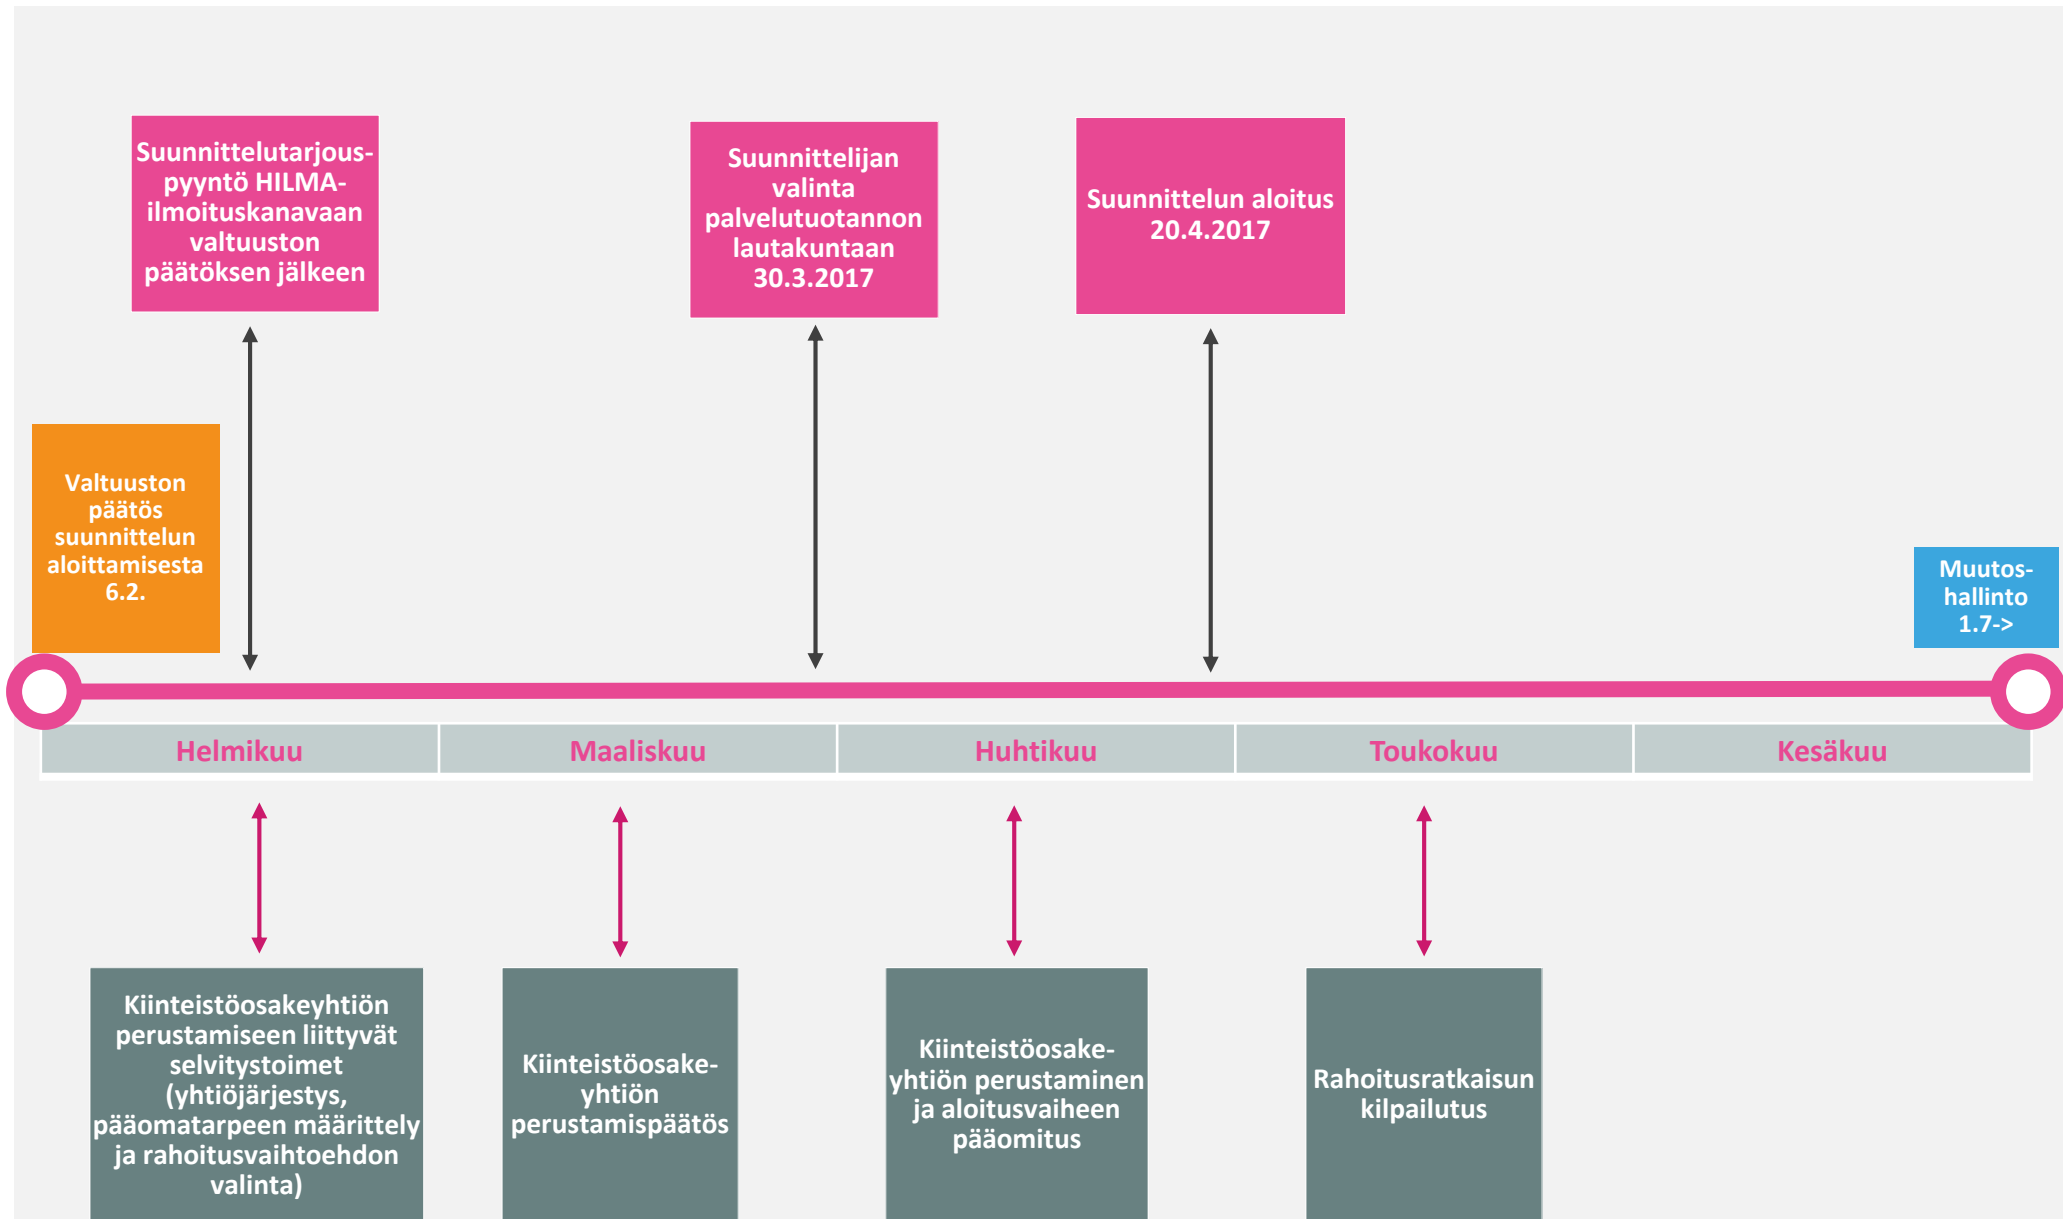 Suunnittelutarjous-
pyyntö HILMA-
ilmoituskanavaan
valtuuston
päätöksen jälkeen
Suunnittelijan
valinta
palvelutuotannon
lautakuntaan
30.3.2017
Suunnittelun aloitus
20.4.2017
Valtuuston
päätös
suunnittelun
aloittamisesta
6.2.
Muutos-
hallinto
1.7->
Helmikuu
Maaliskuu
Huhtikuu
Toukokuu
Kesäkuu
Kiinteistöosakeyhtiön
perustamiseen liittyvät
selvitystoimet
(yhtiöjärjestys,
pääomatarpeen määrittely
ja rahoitusvaihtoehdon
valinta)
Kiinteistöosake-
yhtiön
perustamispäätös
Kiinteistöosake-
yhtiön perustaminen
ja aloitusvaiheen
pääomitus
Rahoitusratkaisun
kilpailutus